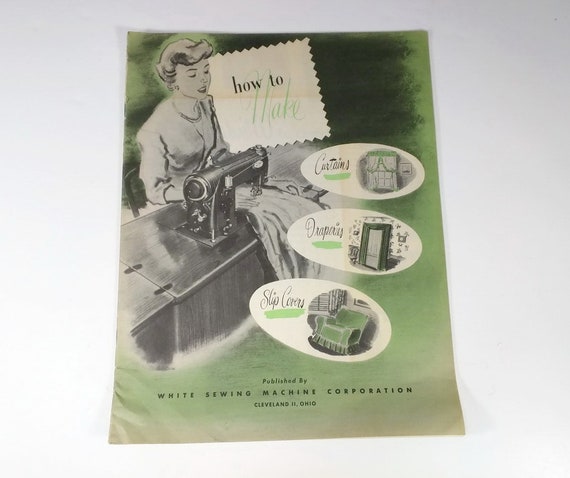 how to
Make
Curtains
Draperies
Slip Covers
Published By
WHITE SEWING MACHINE CORPORATION
CLEVELAND 11, OHIO